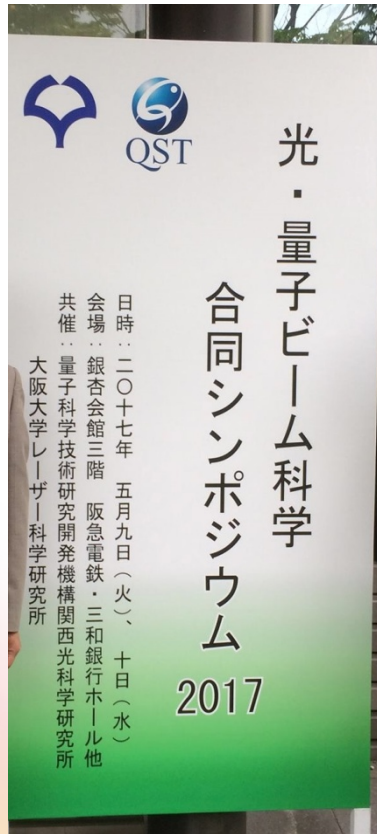 QST
光・量子ビーム科学
合同シンポジウム
2017
日時：二〇十七年　五月九日（火）、十日（水）
会場：銀杏会館三階　阪急電鉄・三和銀行ホール他
共催：量子科学技術研究開発機構関西光科学研究所
大阪大学レーザー科学研究所